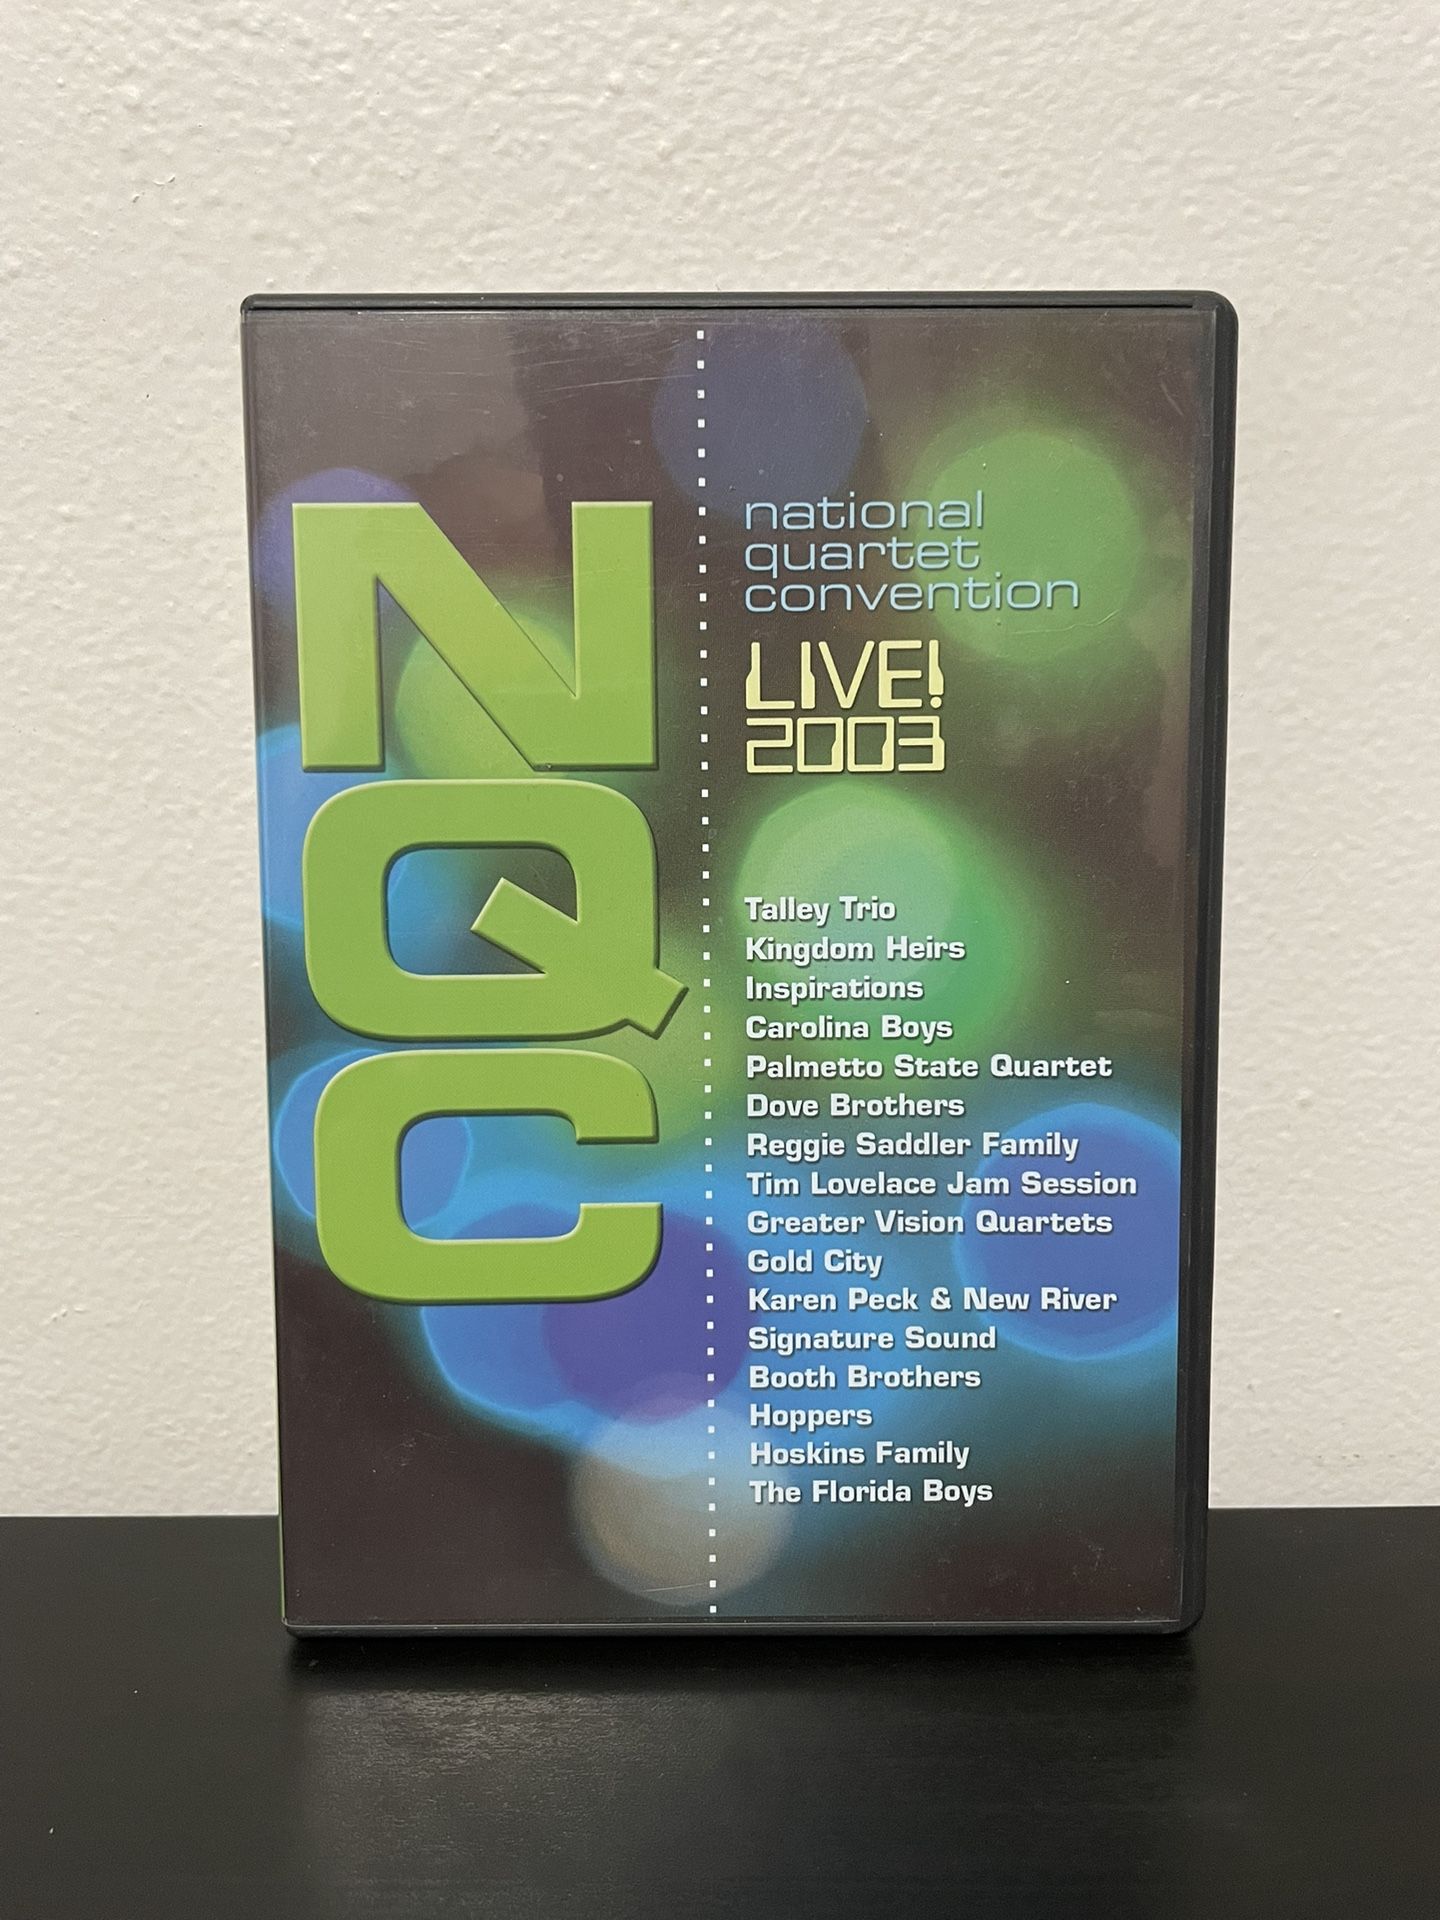 NQC
national
quartet
convention
LIVE!
2003
Talley Trio
Kingdom Heirs
Inspirations
Carolina Boys
Palmetto State Quartet
Dove Brothers
Reggie Saddler Family
Tim Lovelace Jam Session
Greater Vision Quartets
Gold City
Karen Peck & New River
Signature Sound
Booth Brothers
Hoppers
Hoskins Family
The Florida Boys